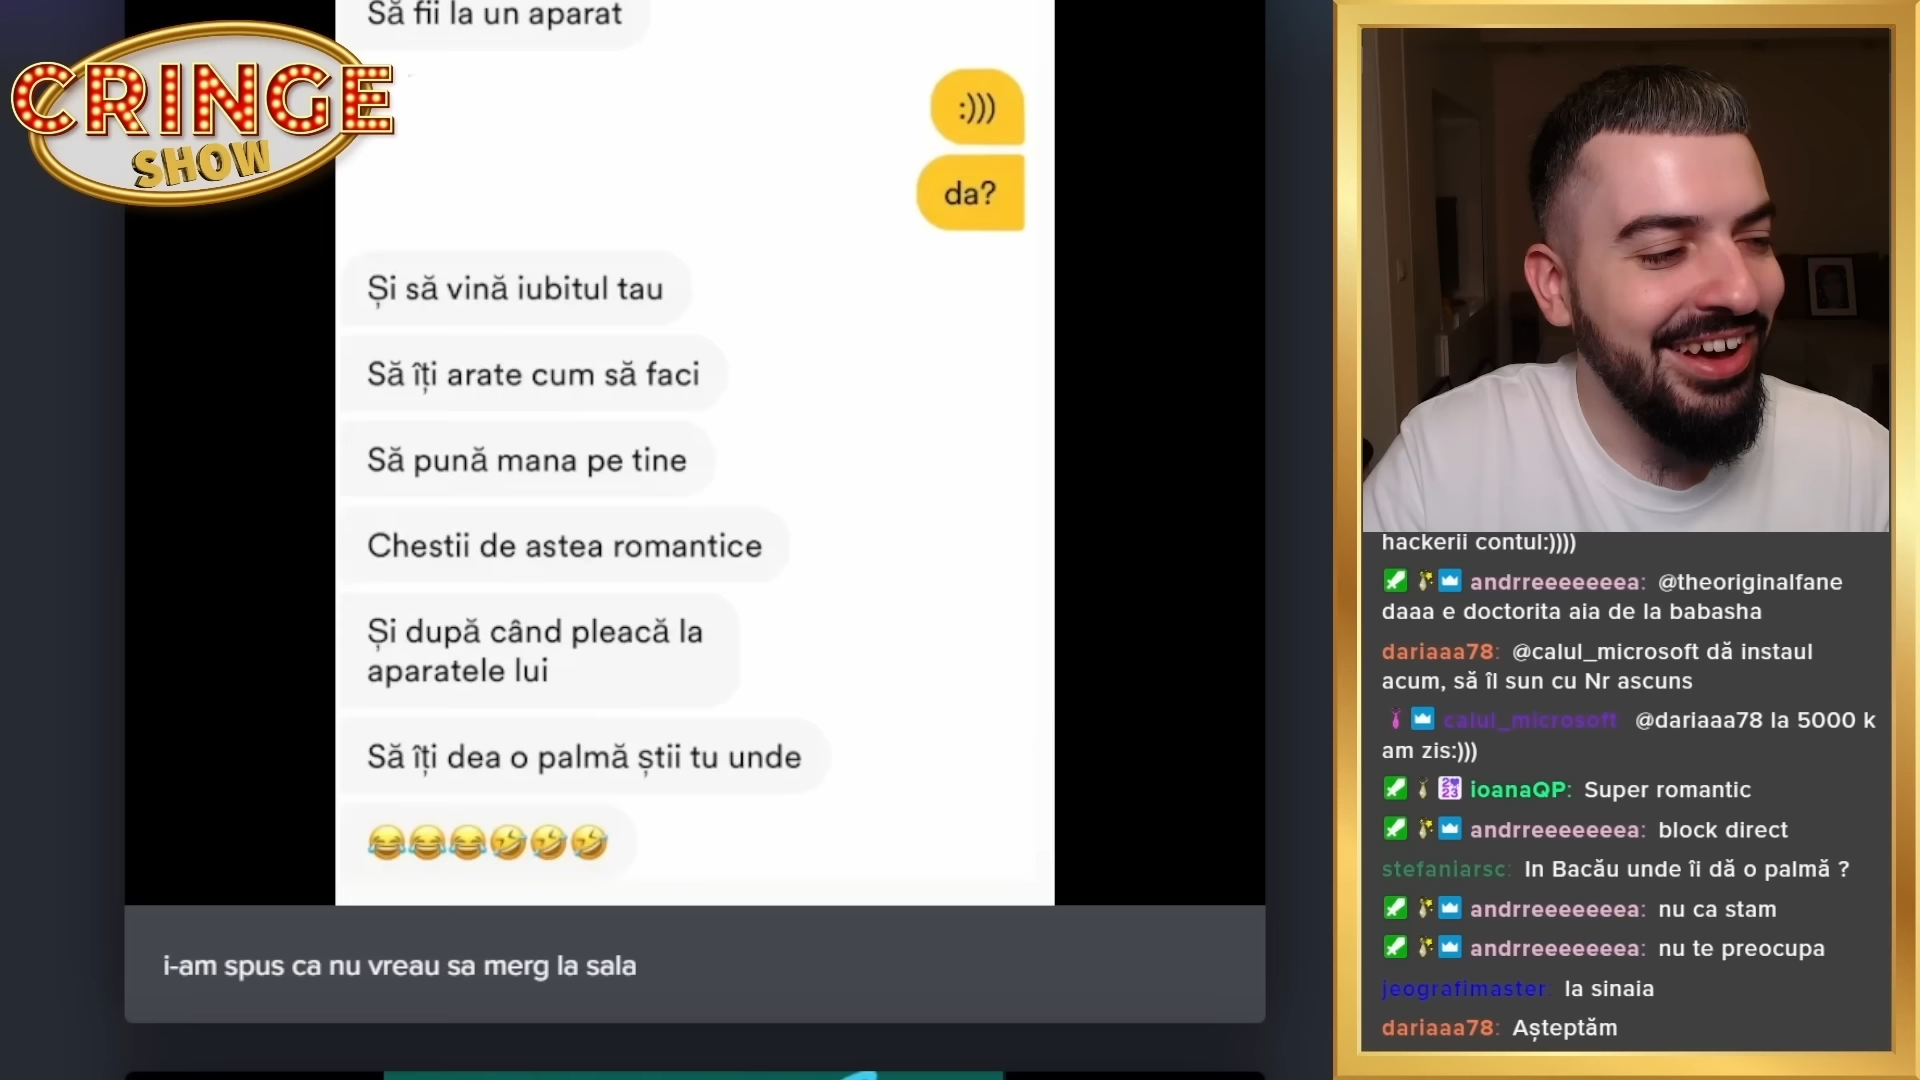 CRINGE
SHOW
Să fii la un aparat
:)))
da?
Și să vină iubitul tau
Să îți arate cum să faci
Să pună mana pe tine
Chestii de astea romantice
Și după când pleacă la
aparatele lui
Să îți dea o palmă știi tu unde
😂😂😂🤣🤣🤣
i-am spus ca nu vreau sa merg la sala
hackerii contul:))))
andrreeeeeeea: @theoriginalfane
daaa e doctorita aia de la babasha
dariaaa78: @calul_microsoft dă instaul
acum, să îl sun cu Nr ascuns
calul_microsoft @dariaaa78 la 5000 k
am zis:)))
ioanaQP: Super romantic
andrreeeeeeea: block direct
stefaniarsc: In Bacău unde îi dă o palmă ?
andrreeeeeeea: nu ca stam
andrreeeeeeea: nu te preocupa
jeografimaster: la sinaia
dariaaa78: Așteptăm